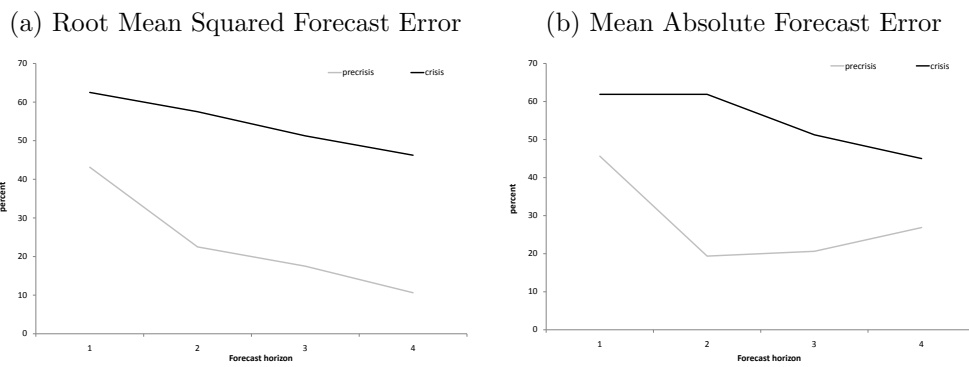 (a) Root Mean Squared Forecast Error
(b) Mean Absolute Forecast Error
70
60
50
40
30
20
10
0
percent
precrisis
crisis
1 2 3 4
Forecast horizon
70
60
50
40
30
20
10
0
percent
precrisis
crisis
1 2 3 4
Forecast horizon